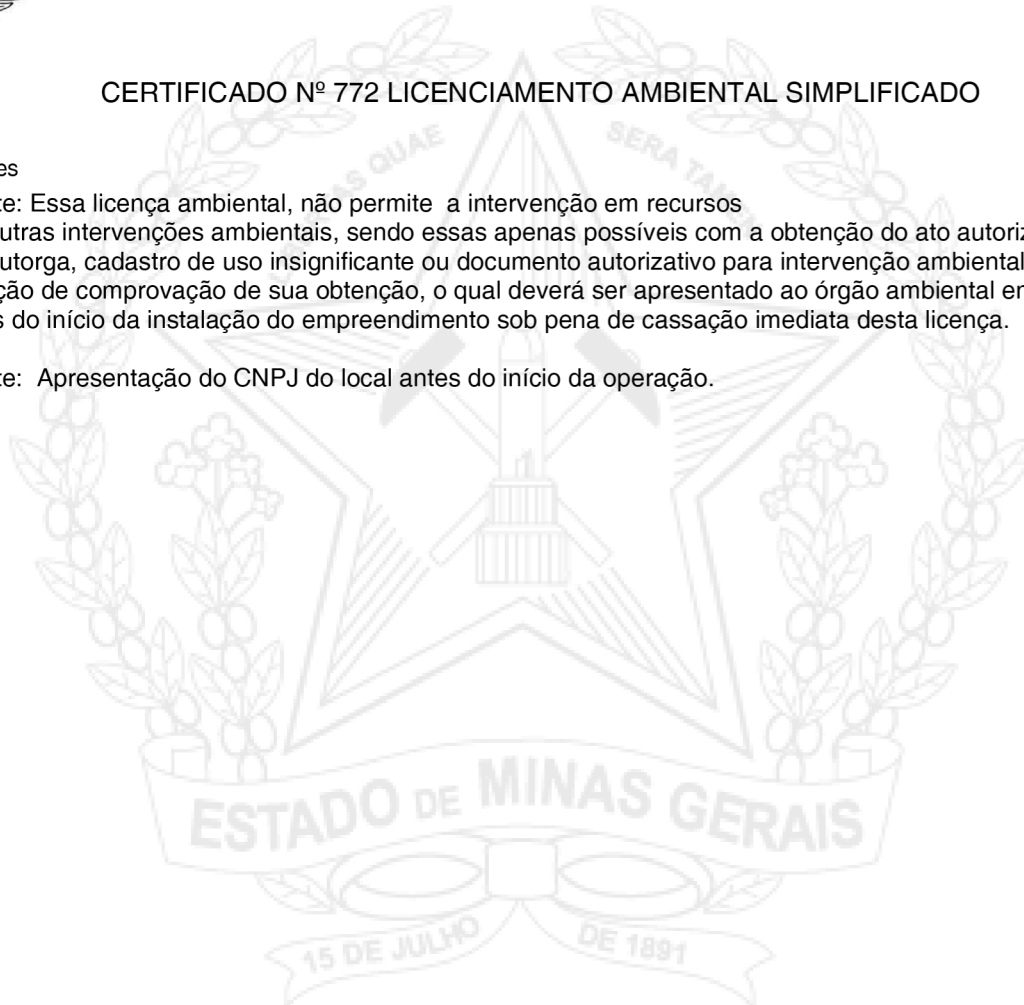 CERTIFICADO Nº 772 LICENCIAMENTO AMBIENTAL SIMPLIFICADO
es
te: Essa licença ambiental, não permite a intervenção em recursos
utras intervenções ambientais, sendo essas apenas possíveis com a obtenção do ato autoriz
utorga, cadastro de uso insignificante ou documento autorizativo para intervenção ambiental
ção de comprovação de sua obtenção, o qual deverá ser apresentado ao órgão ambiental em
s do início da instalação do empreendimento sob pena de cassação imediata desta licença.
te: Apresentação do CNPJ do local antes do início da operação.
QUAE
SERA
ESTADO DE MINAS GERAIS
15 DE JULHO
DE 1891